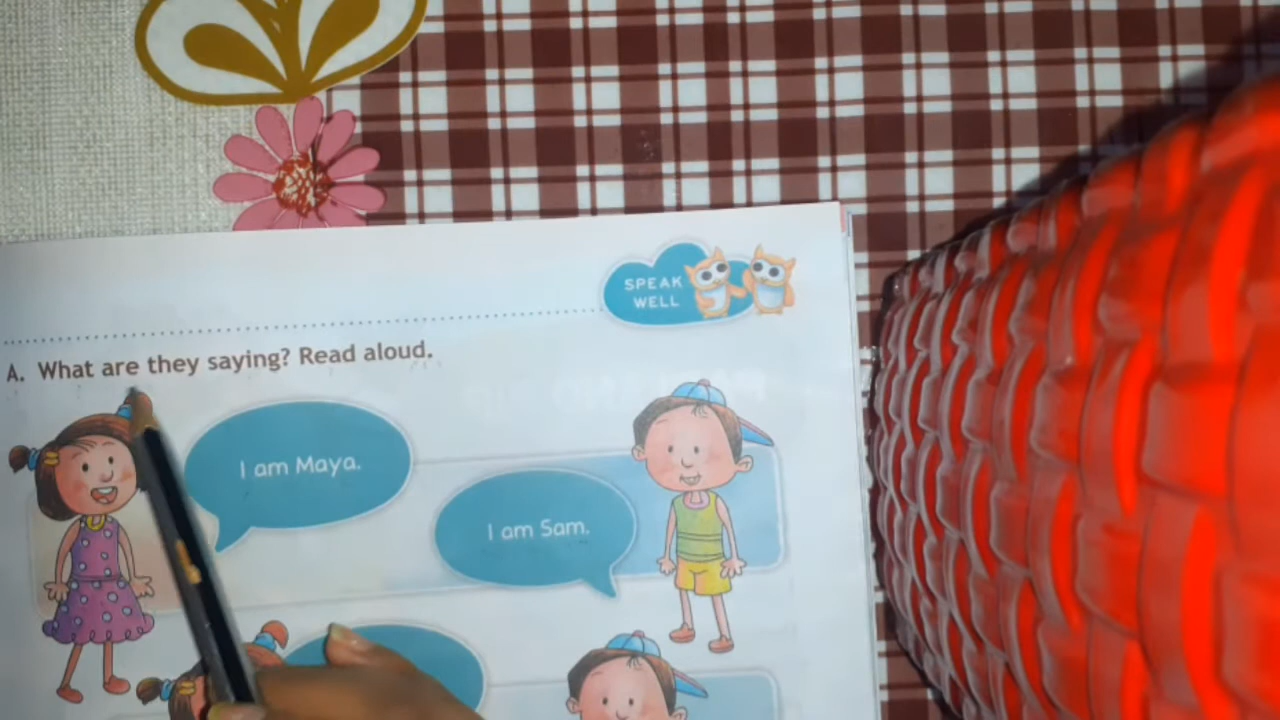 SPEAK
WELL
A. What are they saying? Read aloud.
I am Maya.
I am Sam.